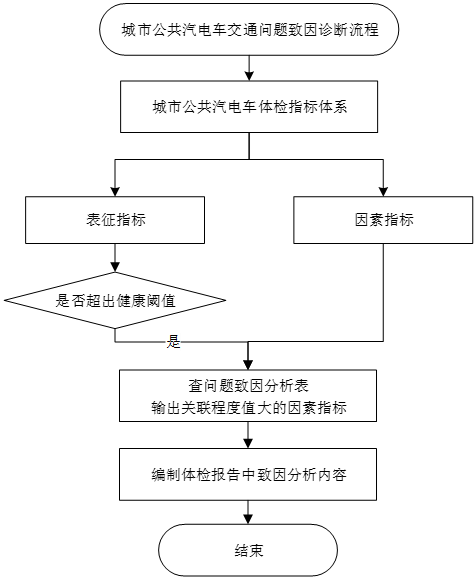 城市公共汽电车交通问题致因诊断流程
城市公共汽电车体检指标体系
表征指标
因素指标
是否超出健康阈值
是
查问题致因分析表
输出关联程度值大的因素指标
编制体检报告中致因分析内容
结束